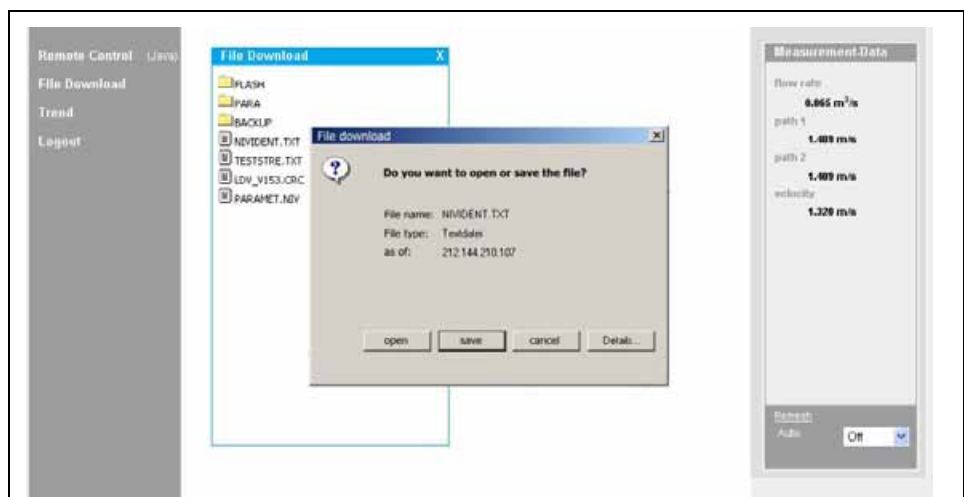 Remote Control (Java)
File Download
Trend
Logout
File Download X
FLASH
PARA
BACKUP
NIVIDENT.TXT
TESTSTRE.TXT
LDV_V153.CRC
PARAMET.NIV
File download
Do you want to open or save the file?
File name: NIVIDENT.TXT
File type: Textdatei
as of: 212.144.210.107
open save cancel Details...
Measurement-Data
flow rate
0.065 m³/s
path 1
1.409 m/s
path 2
1.409 m/s
velocity
1.320 m/s
Refresh
Auto Off